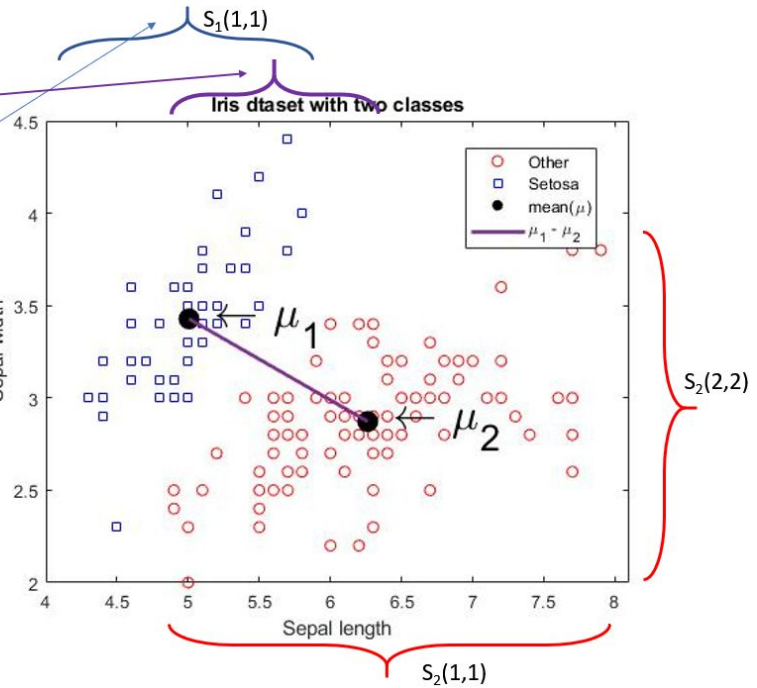 S₁(1,1)
Iris dtaset with two classes
4.5
4
3.5
3
2.5
2
Other
Setosa
mean(μ)
μ₁ - μ₂
μ₁
μ₂
S₂(2,2)
4 4.5 5 5.5 6 6.5 7 7.5 8
Sepal length
S₂(1,1)